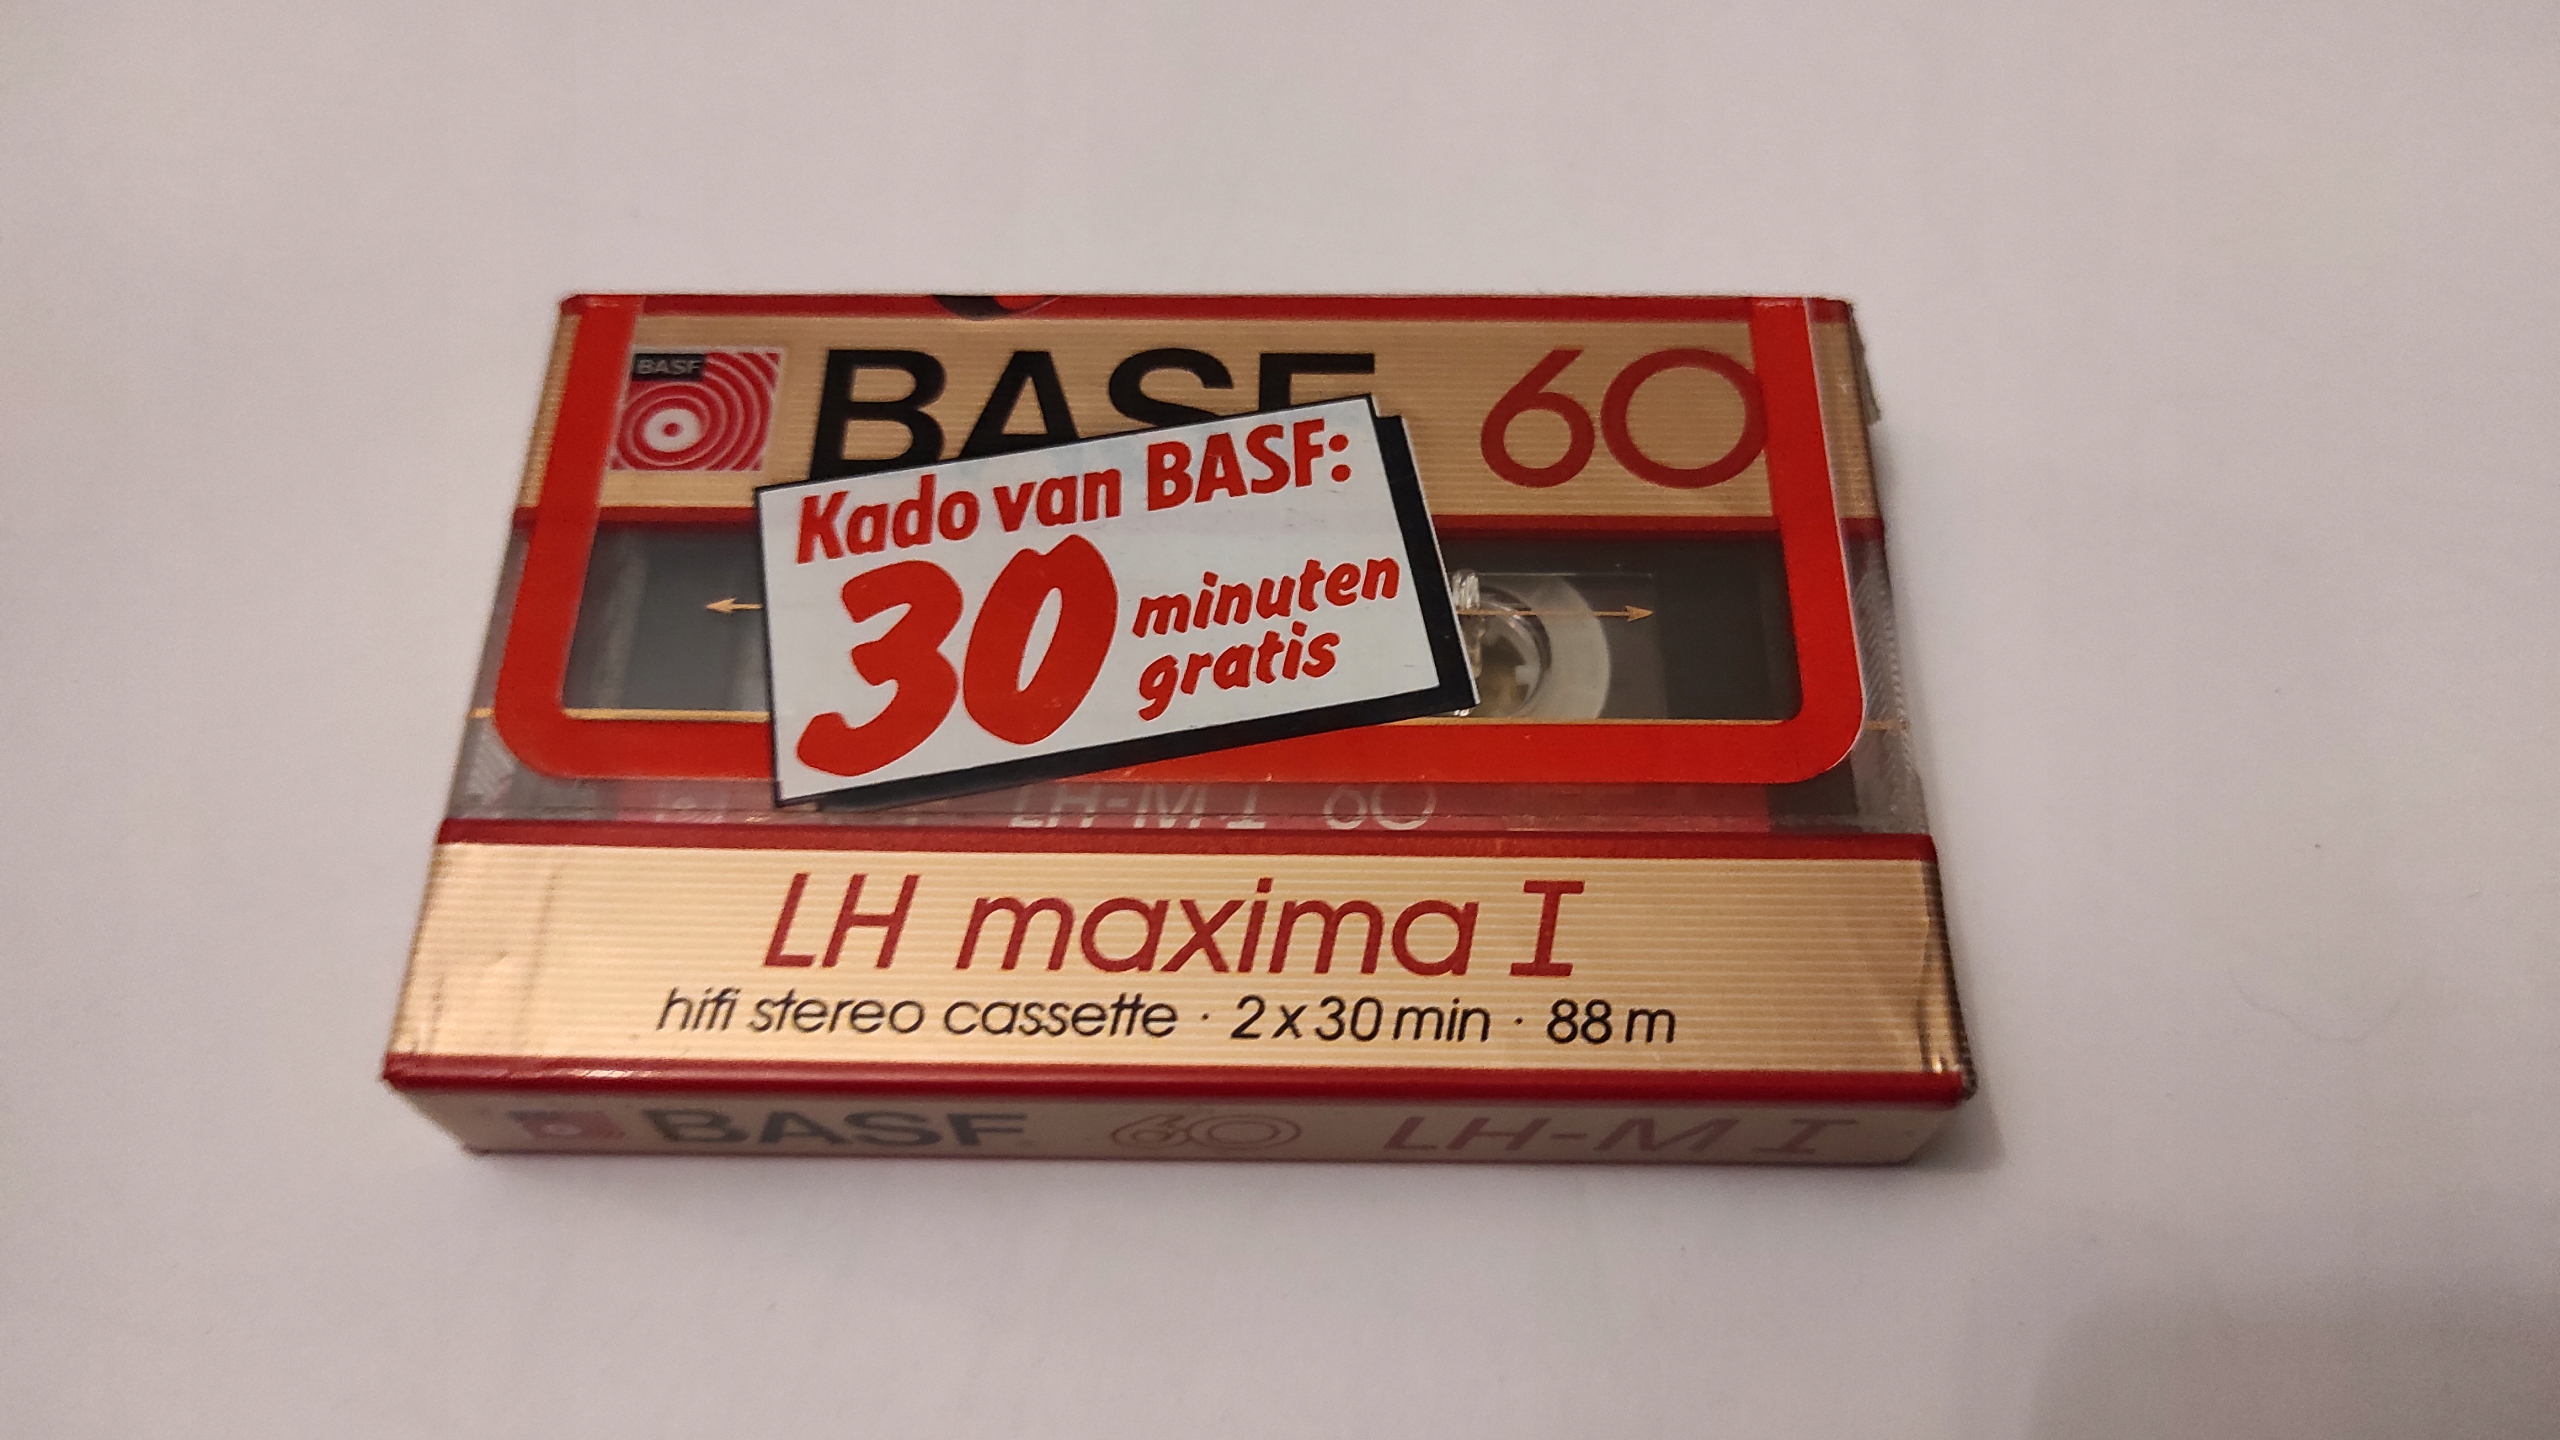 BASF
BASF 60
Kado van BASF:
30 minuten
gratis
LH-M I 60
LH maxima I
hifi stereo cassette · 2 x 30 min · 88 m
BASF 60 LH-M I